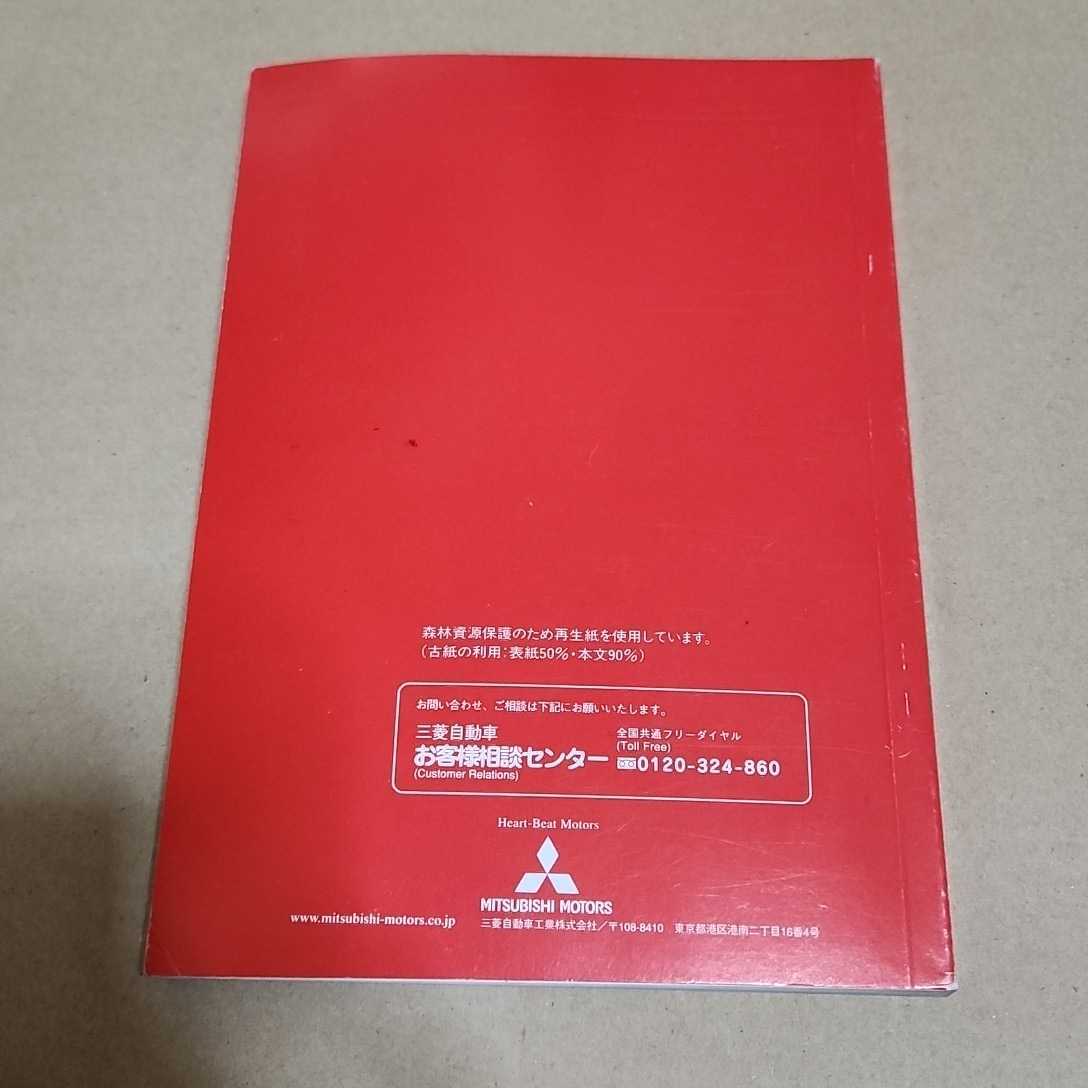 森林資源保護のため再生紙を使用しています。
(古紙の利用:表紙50%・本文90%)
お問い合わせ、ご相談は下記にお願いいたします。
三菱自動車
お客様相談センター
(Customer Relations)
全国共通フリーダイヤル
(Toll Free)
0120-324-860
Heart-Beat Motors
MITSUBISHI MOTORS
www.mitsubishi-motors.co.jp
三菱自動車工業株式会社/〒108-8410 東京都港区港南二丁目16番4号